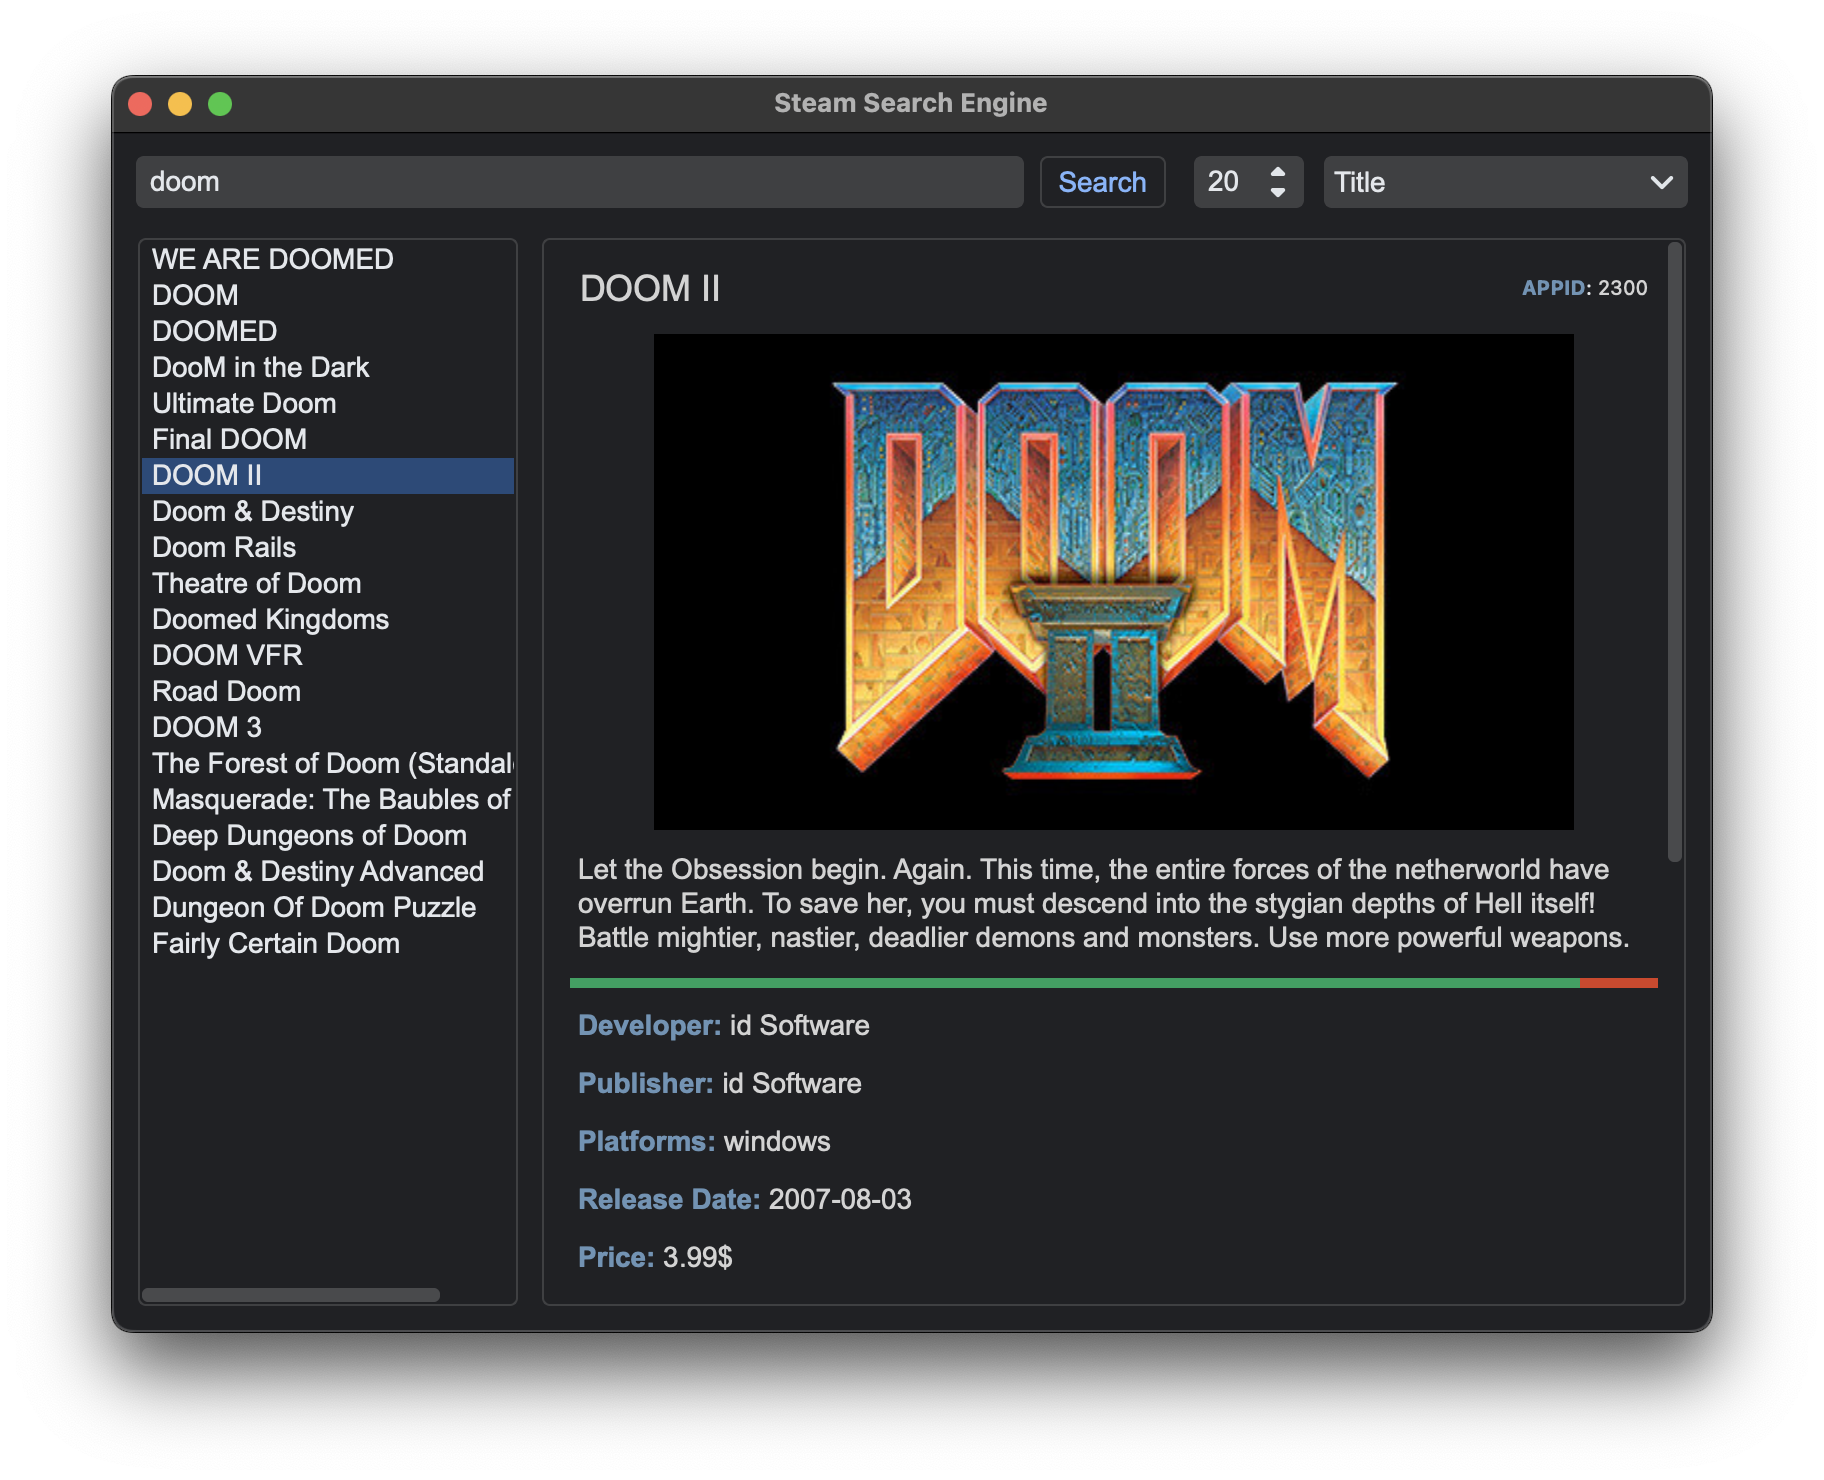 Steam Search Engine
doom
Search
20
Title
WE ARE DOOMED
DOOM
DOOMED
DooM in the Dark
Ultimate Doom
Final DOOM
DOOM II
Doom & Destiny
Doom Rails
Theatre of Doom
Doomed Kingdoms
DOOM VFR
Road Doom
DOOM 3
The Forest of Doom (Standal
Masquerade: The Baubles of
Deep Dungeons of Doom
Doom & Destiny Advanced
Dungeon Of Doom Puzzle
Fairly Certain Doom
DOOM II
APPID: 2300
DOOM
II
Let the Obsession begin. Again. This time, the entire forces of the netherworld have
overrun Earth. To save her, you must descend into the stygian depths of Hell itself!
Battle mightier, nastier, deadlier demons and monsters. Use more powerful weapons.
Developer: id Software
Publisher: id Software
Platforms: windows
Release Date: 2007-08-03
Price: 3.99$